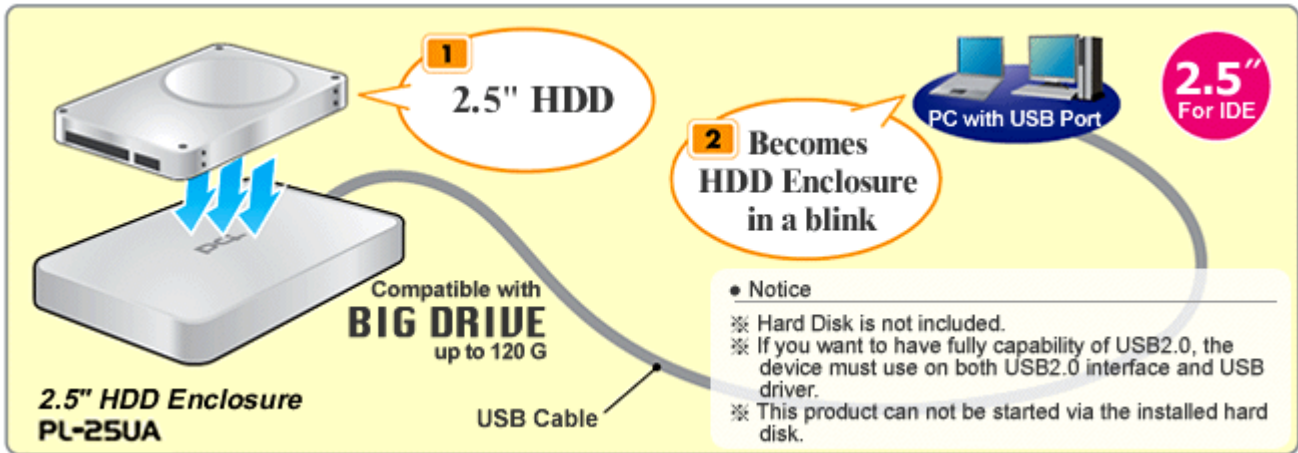 1
2.5" HDD
2 Becomes
HDD Enclosure
in a blink
PC with USB Port
2.5"
For IDE
PCi
Compatible with
BIG DRIVE
up to 120 G
2.5" HDD Enclosure
PL-25UA
USB Cable
● Notice
※ Hard Disk is not included.
※ If you want to have fully capability of USB2.0, the
device must use on both USB2.0 interface and USB
driver.
※ This product can not be started via the installed hard
disk.